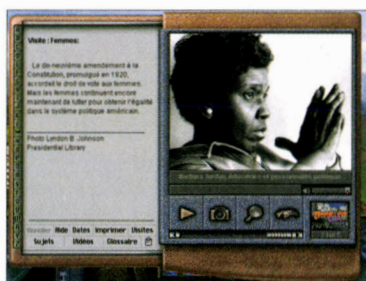 Visite : Femmes:
Le dix-neuvième amendement à la
Constitution, promulgué en 1920,
accordait le droit de vote aux femmes.
Mais les femmes continuent encore
maintenant de lutter pour obtenir l'égalité
dans le système politique américain.
Photo Lyndon B. Johnson
Presidential Library
Barbara Jordan, éducatrice et personnalité politique
Aide Dates Imprimer Visites
Sujets Vidéos Glossaire